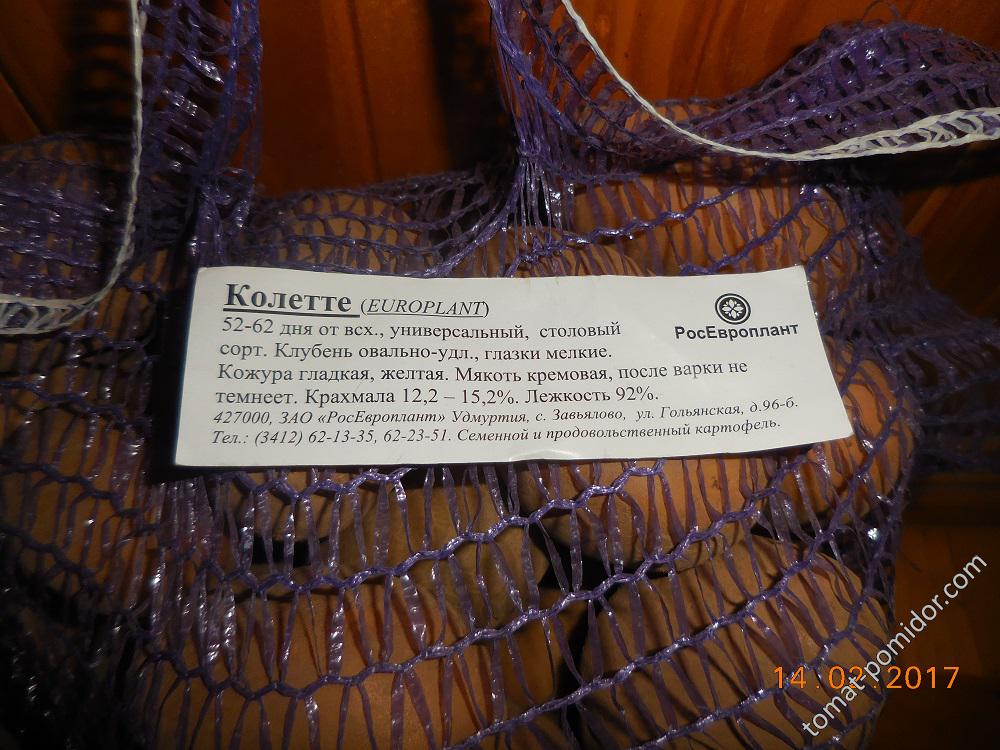 Колетте (EUROPLANT)
РосЕвроплант
52-62 дня от всх., универсальный, столовый
сорт. Клубень овально-удл., глазки мелкие.
Кожура гладкая, желтая. Мякоть кремовая, после варки не
темнеет. Крахмала 12,2 – 15,2%. Лежкость 92%.
427000, ЗАО «РосЕвроплант» Удмуртия, с. Завьялово, ул. Гольянская, д.96-б.
Тел.: (3412) 62-13-35, 62-23-51. Семенной и продовольственный картофель.
14.02.2017
tomat-pomidor.com